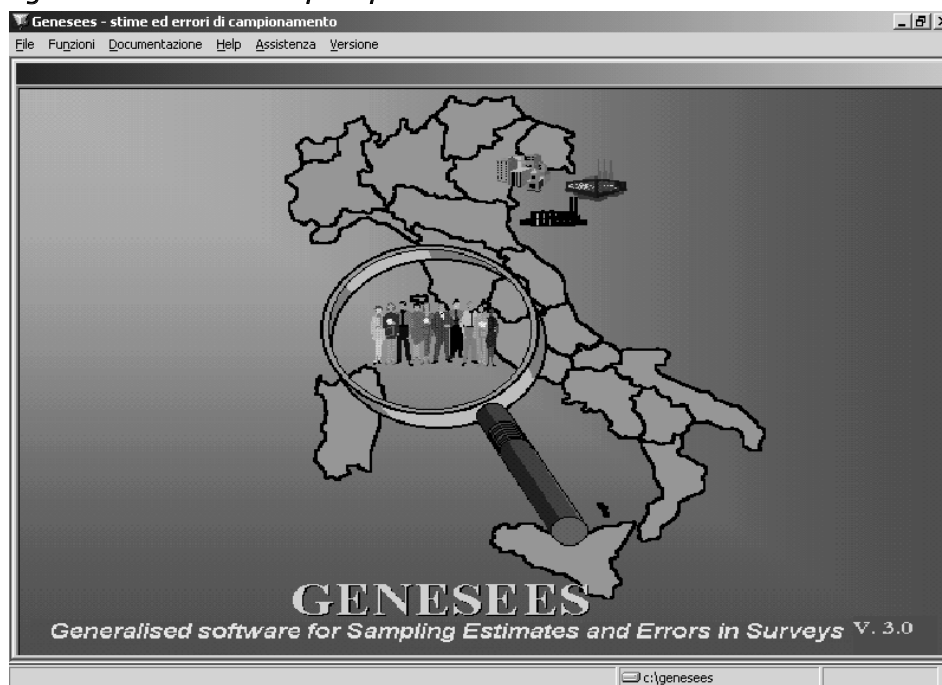 Genesees - stime ed errori di campionamento
File Funzioni Documentazione Help Assistenza Versione
GENESEES
Generalised software for Sampling Estimates and Errors in Surveys V. 3.0
c:\genesees